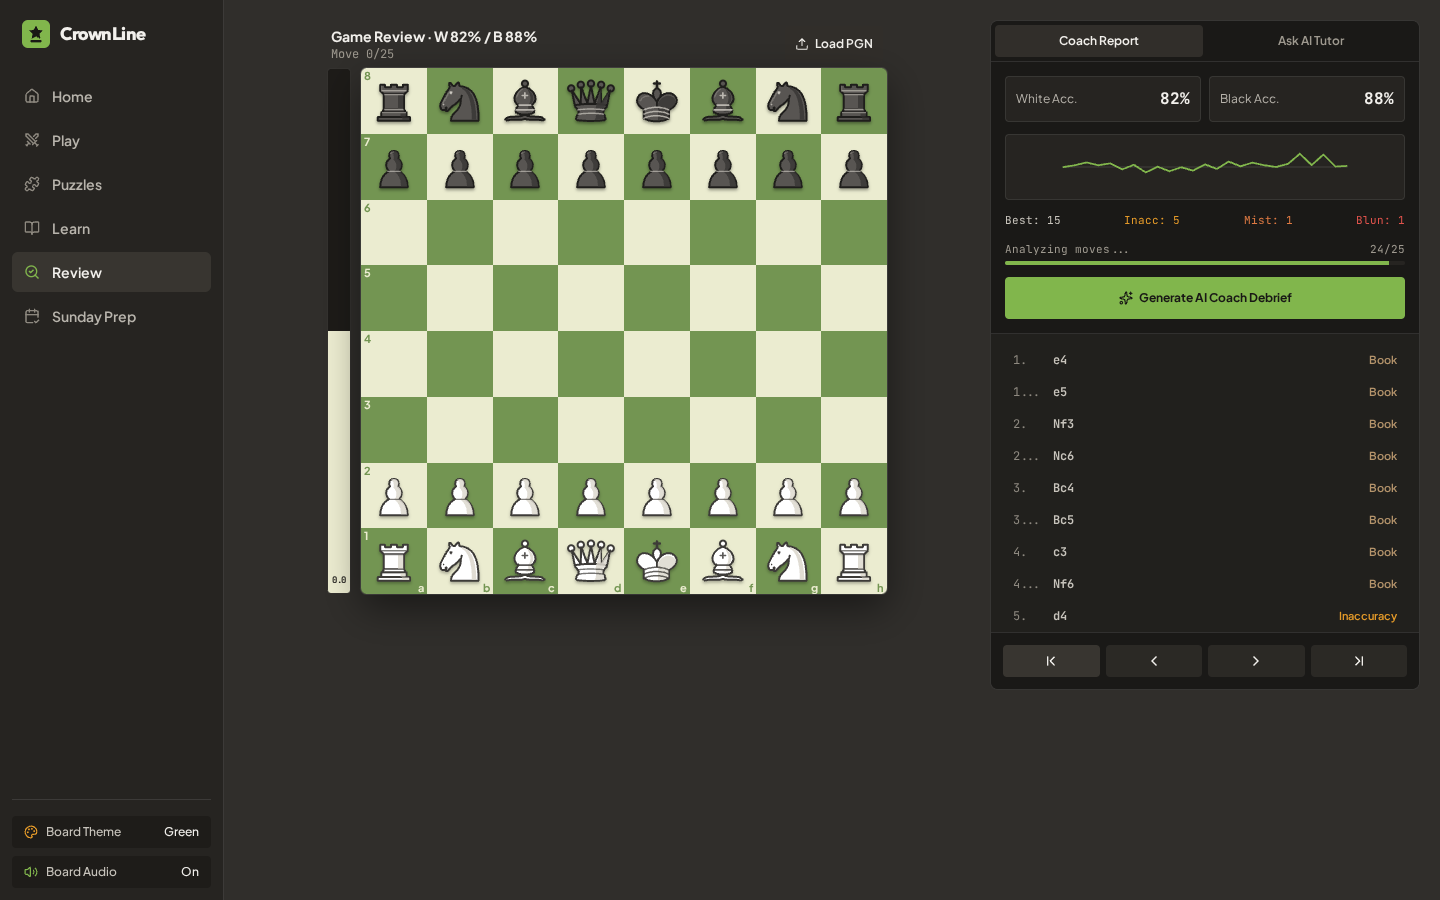 CrownLine
Home
Play
Puzzles
Learn
Review
Sunday Prep
Board Theme Green
Board Audio On
Game Review · W 82% / B 88%
Move 0/25
Load PGN
8
7
6
5
4
3
2
1
a b c d e f g h
0.0
Coach Report Ask AI Tutor
White Acc. 82% Black Acc. 88%
Best: 15 Inacc: 5 Mist: 1 Blun: 1
Analyzing moves... 24/25
Generate AI Coach Debrief
1. e4 Book
1... e5 Book
2. Nf3 Book
2... Nc6 Book
3. Bc4 Book
3... Bc5 Book
4. c3 Book
4... Nf6 Book
5. d4 Inaccuracy